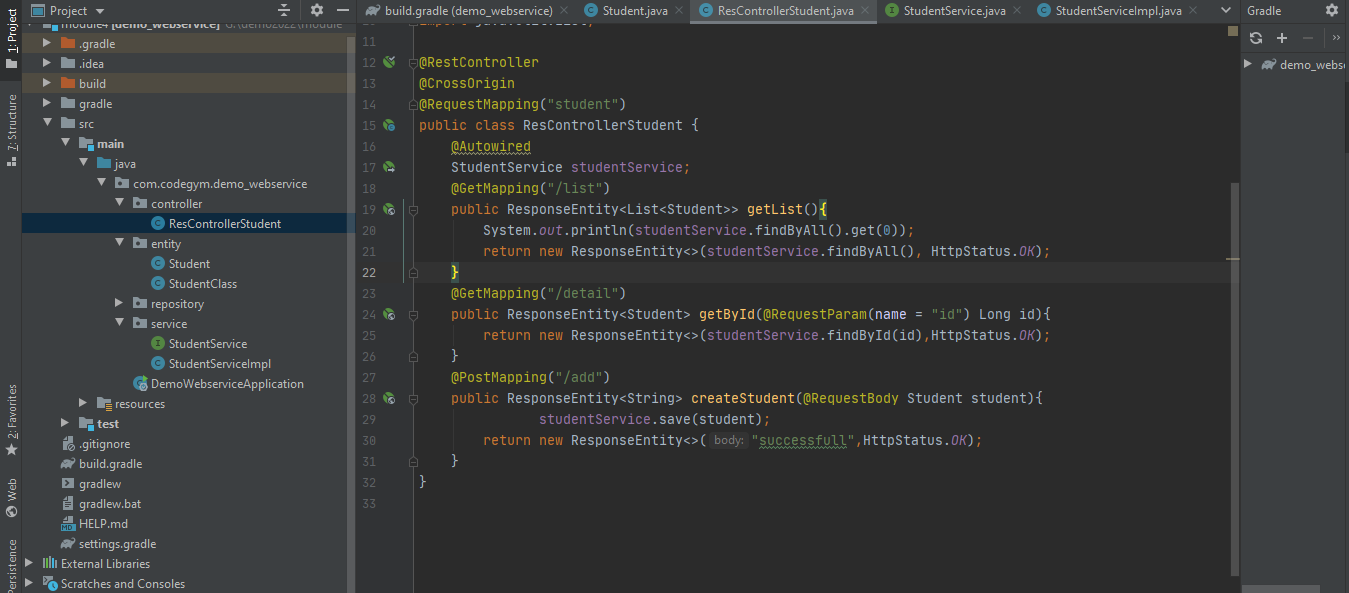 Project
build.gradle (demo_webservice)
Student.java
ResControllerStudent.java
StudentService.java
StudentServiceImpl.java
Gradle
1: Project
7: Structure
2: Favorites
Web
Persistence
module4 [demo_webservice]
.gradle
.idea
build
gradle
src
main
java
com.codegym.demo_webservice
controller
ResControllerStudent
entity
Student
StudentClass
repository
service
StudentService
StudentServiceImpl
DemoWebserviceApplication
resources
test
.gitignore
build.gradle
gradlew
gradlew.bat
HELP.md
settings.gradle
External Libraries
Scratches and Consoles
11
12 @RestController
13 @CrossOrigin
14 @RequestMapping("student")
15 public class ResControllerStudent {
16 @Autowired
17 StudentService studentService;
18 @GetMapping("/list")
19 public ResponseEntity<List<Student>> getList(){
20 System.out.println(studentService.findByAll().get(0));
21 return new ResponseEntity<>(studentService.findByAll(), HttpStatus.OK);
22 }
23 @GetMapping("/detail")
24 public ResponseEntity<Student> getById(@RequestParam(name = "id") Long id){
25 return new ResponseEntity<>(studentService.findById(id),HttpStatus.OK);
26 }
27 @PostMapping("/add")
28 public ResponseEntity<String> createStudent(@RequestBody Student student){
29 studentService.save(student);
30 return new ResponseEntity<>( body: "successfull",HttpStatus.OK);
31 }
32 }
33
demo_webse